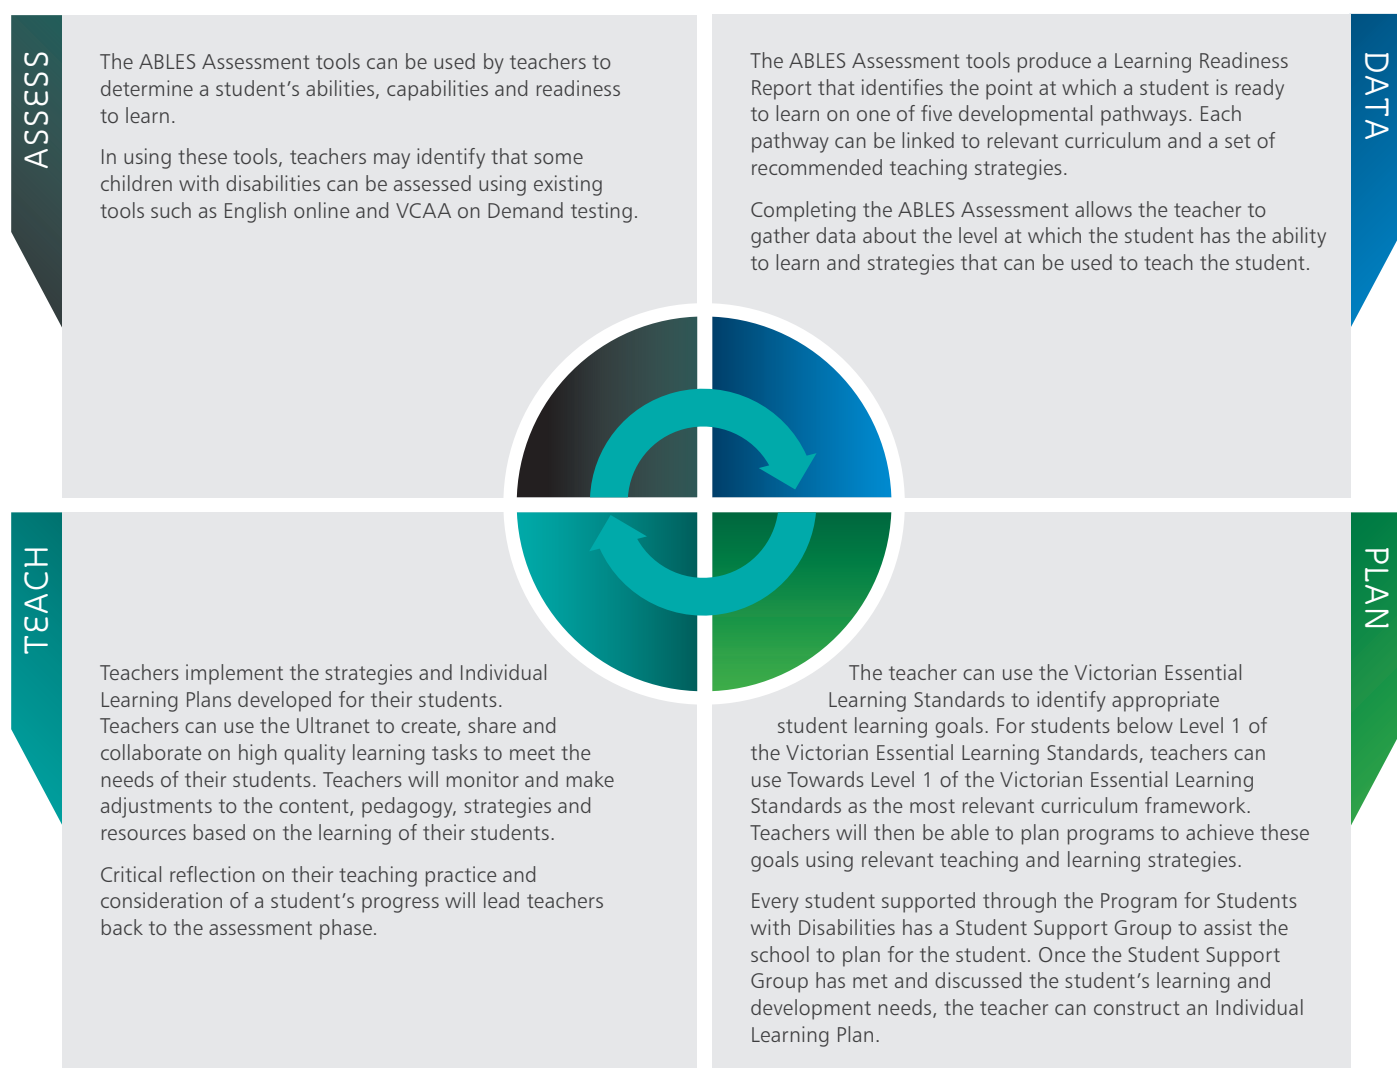 ASSESS
The ABLES Assessment tools can be used by teachers to
determine a student’s abilities, capabilities and readiness
to learn.
In using these tools, teachers may identify that some
children with disabilities can be assessed using existing
tools such as English online and VCAA on Demand testing.
DATA
The ABLES Assessment tools produce a Learning Readiness
Report that identifies the point at which a student is ready
to learn on one of five developmental pathways. Each
pathway can be linked to relevant curriculum and a set of
recommended teaching strategies.
Completing the ABLES Assessment allows the teacher to
gather data about the level at which the student has the ability
to learn and strategies that can be used to teach the student.
TEACH
Teachers implement the strategies and Individual
Learning Plans developed for their students.
Teachers can use the Ultranet to create, share and
collaborate on high quality learning tasks to meet the
needs of their students. Teachers will monitor and make
adjustments to the content, pedagogy, strategies and
resources based on the learning of their students.
Critical reflection on their teaching practice and
consideration of a student’s progress will lead teachers
back to the assessment phase.
PLAN
The teacher can use the Victorian Essential
Learning Standards to identify appropriate
student learning goals. For students below Level 1 of
the Victorian Essential Learning Standards, teachers can
use Towards Level 1 of the Victorian Essential Learning
Standards as the most relevant curriculum framework.
Teachers will then be able to plan programs to achieve these
goals using relevant teaching and learning strategies.
Every student supported through the Program for Students
with Disabilities has a Student Support Group to assist the
school to plan for the student. Once the Student Support
Group has met and discussed the student’s learning and
development needs, the teacher can construct an Individual
Learning Plan.